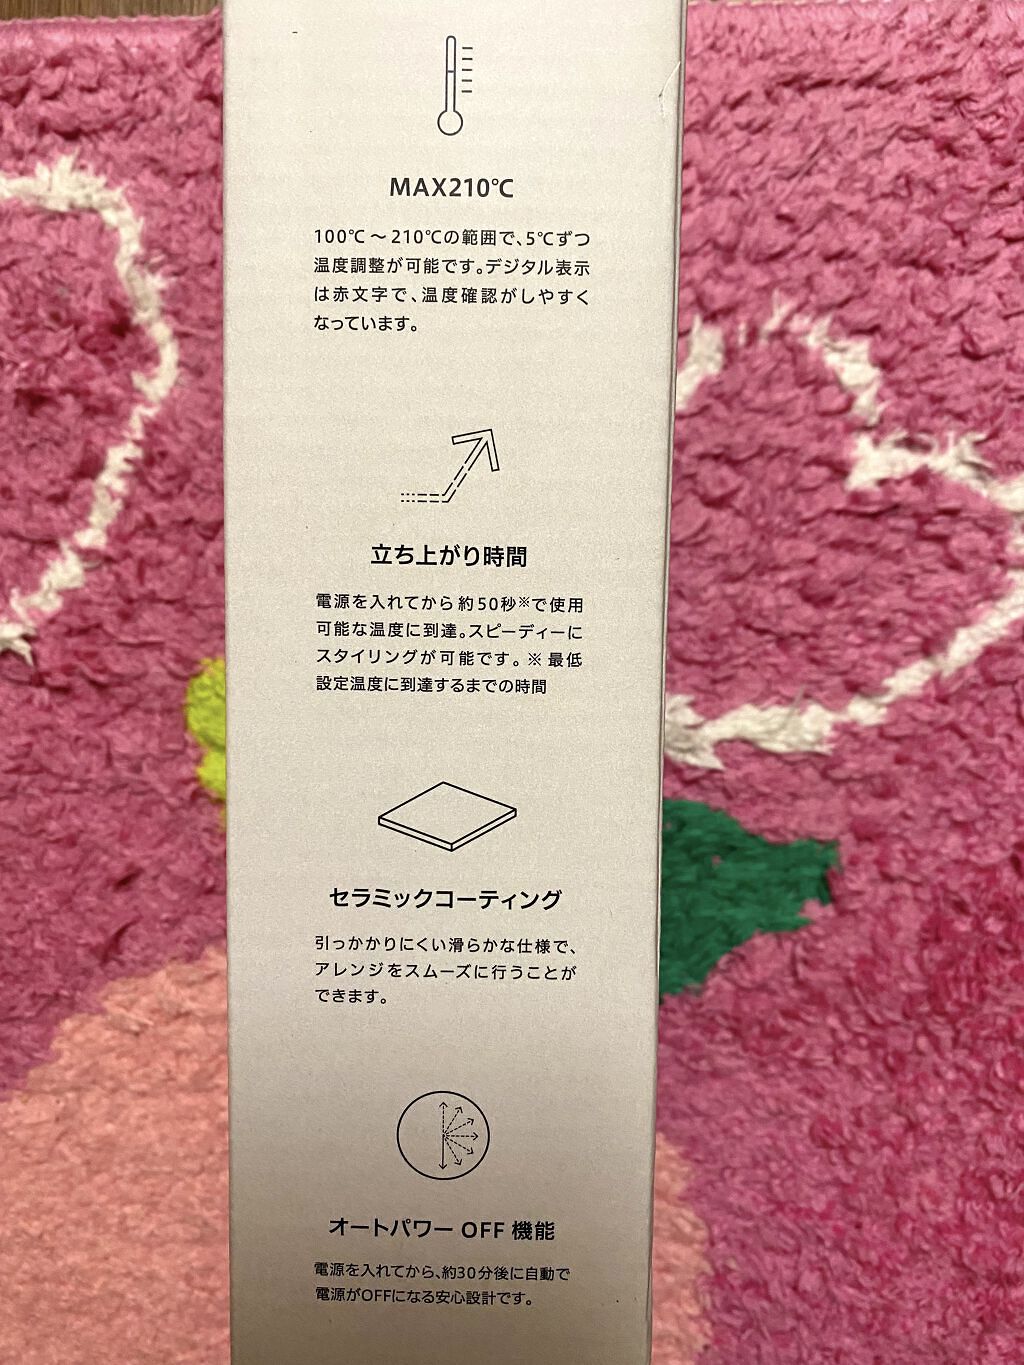 MAX210℃
100℃～210℃の範囲で、5℃ずつ
温度調整が可能です。デジタル表示
は赤文字で、温度確認がしやすく
なっています。
立ち上がり時間
電源を入れてから約50秒※で使用
可能な温度に到達。スピーディーに
スタイリングが可能です。※最低
設定温度に到達するまでの時間
セラミックコーティング
引っかかりにくい滑らかな仕様で、
アレンジをスムーズに行うことが
できます。
オートパワー OFF 機能
電源を入れてから、約30分後に自動で
電源がOFFになる安心設計です。